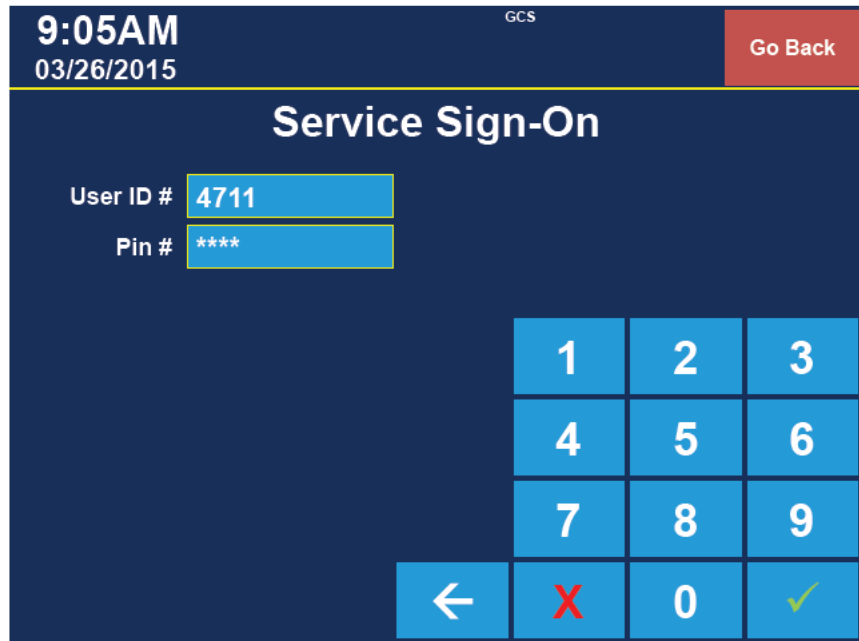 9:05AM
GCS
Go Back
03/26/2015
Service Sign-On
User ID # 4711
Pin # ****
1 2 3
4 5 6
7 8 9
← X 0 ✓